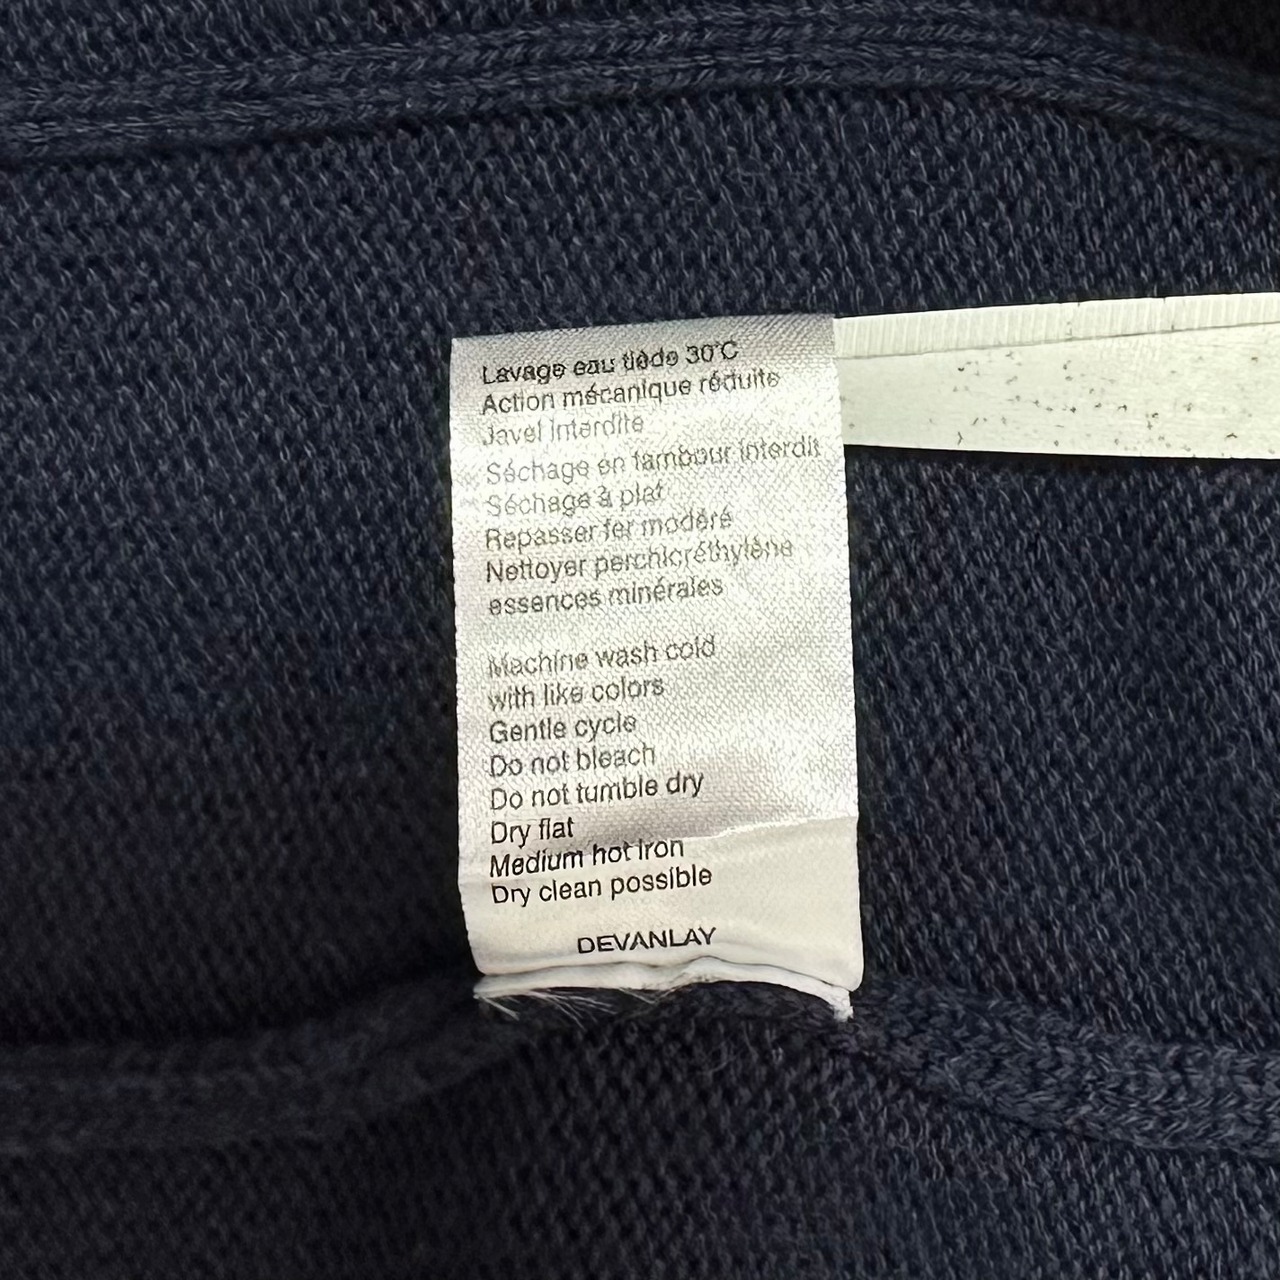 Lavage eau tiède 30°C
Action mécanique réduite
Javel interdite
Séchage en tambour interdit
Séchage à plat
Repasser fer modéré
Nettoyer perchloréthylène
essences minérales
Machine wash cold
with like colors
Gentle cycle
Do not bleach
Do not tumble dry
Dry flat
Medium hot iron
Dry clean possible
DEVANLAY